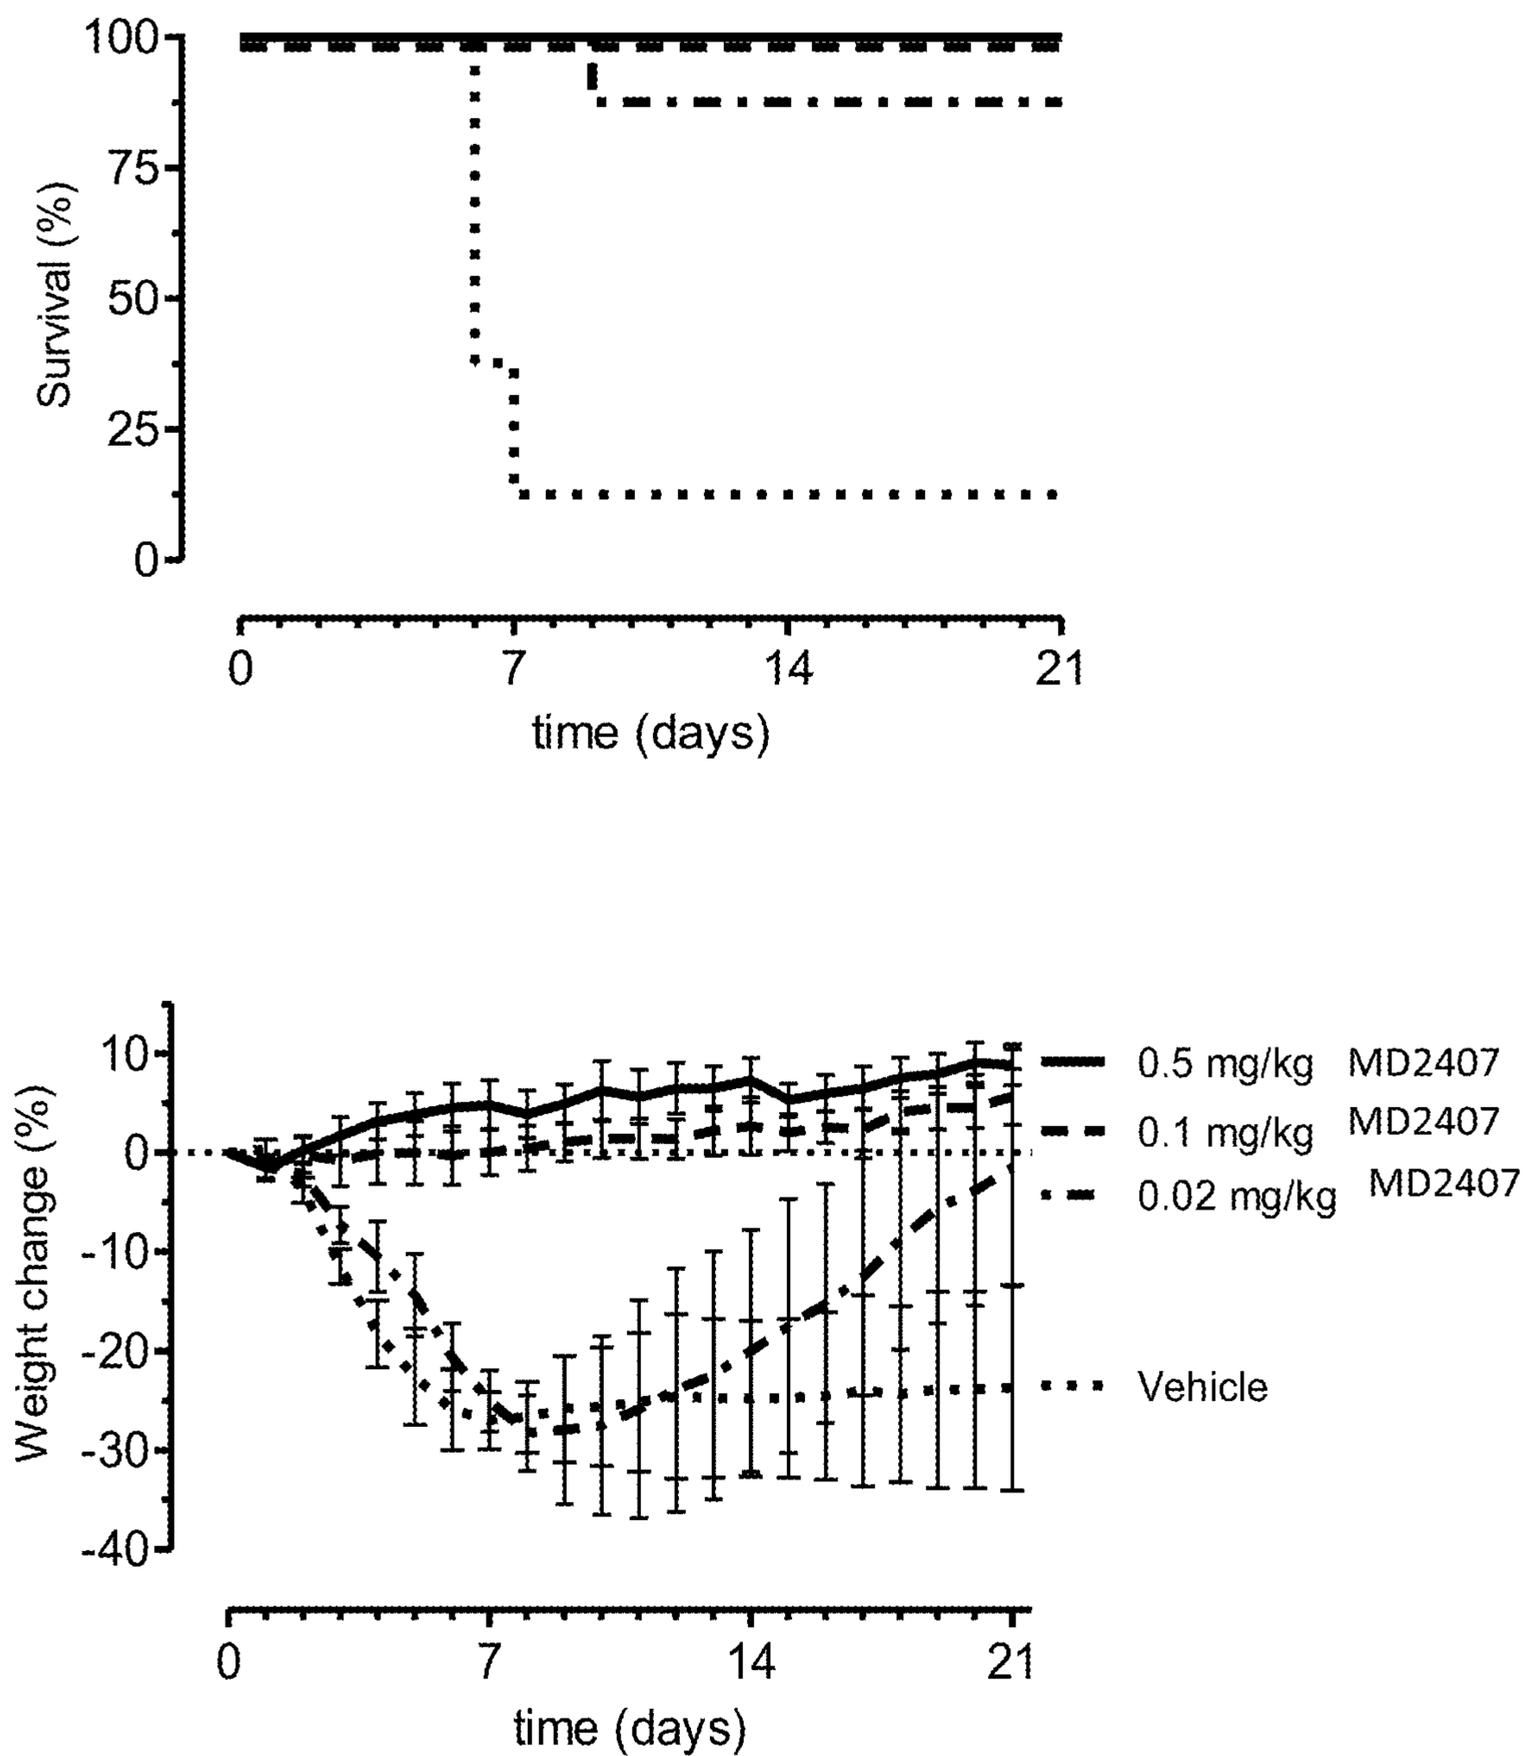 100
75
50
25
0
Survival (%)
0 7 14 21
time (days)
10
0
-10
-20
-30
-40
Weight change (%)
0.5 mg/kg MD2407
0.1 mg/kg MD2407
0.02 mg/kg MD2407
Vehicle
0 7 14 21
time (days)